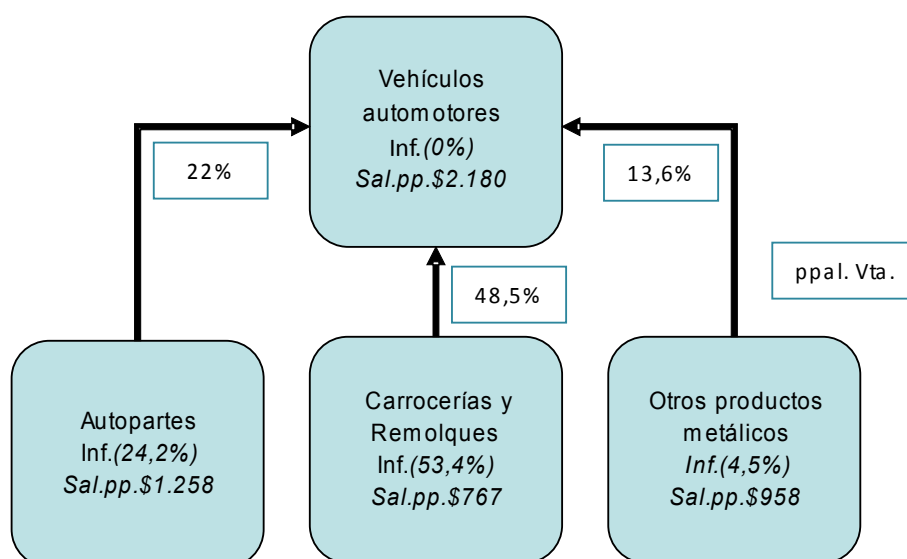 Vehículos
automotores
Inf.(0%)
Sal.pp.$2.180
22%
13,6%
48,5%
ppal. Vta.
Autopartes
Inf.(24,2%)
Sal.pp.$1.258
Carrocerías y
Remolques
Inf.(53,4%)
Sal.pp.$767
Otros productos
metálicos
Inf.(4,5%)
Sal.pp.$958